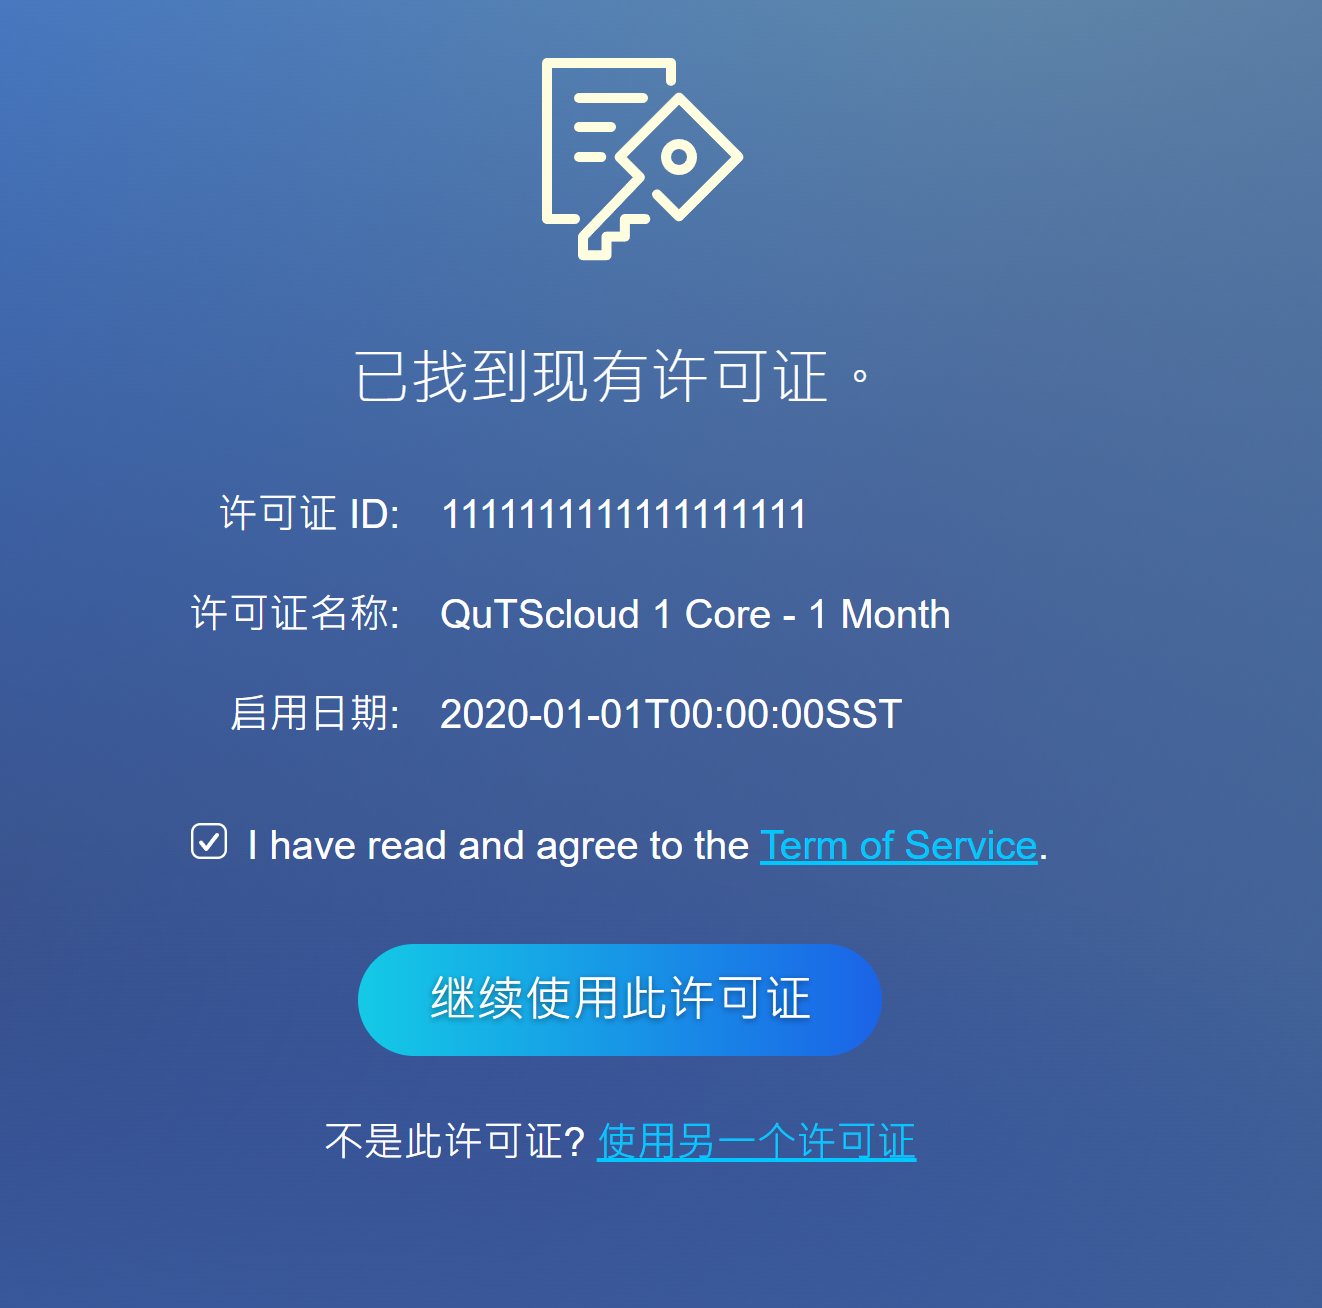 已找到现有许可证。
许可证 ID: 1111111111111111111
许可证名称: QuTScloud 1 Core - 1 Month
启用日期: 2020-01-01T00:00:00SST
I have read and agree to the Term of Service.
继续使用此许可证
不是此许可证? 使用另一个许可证